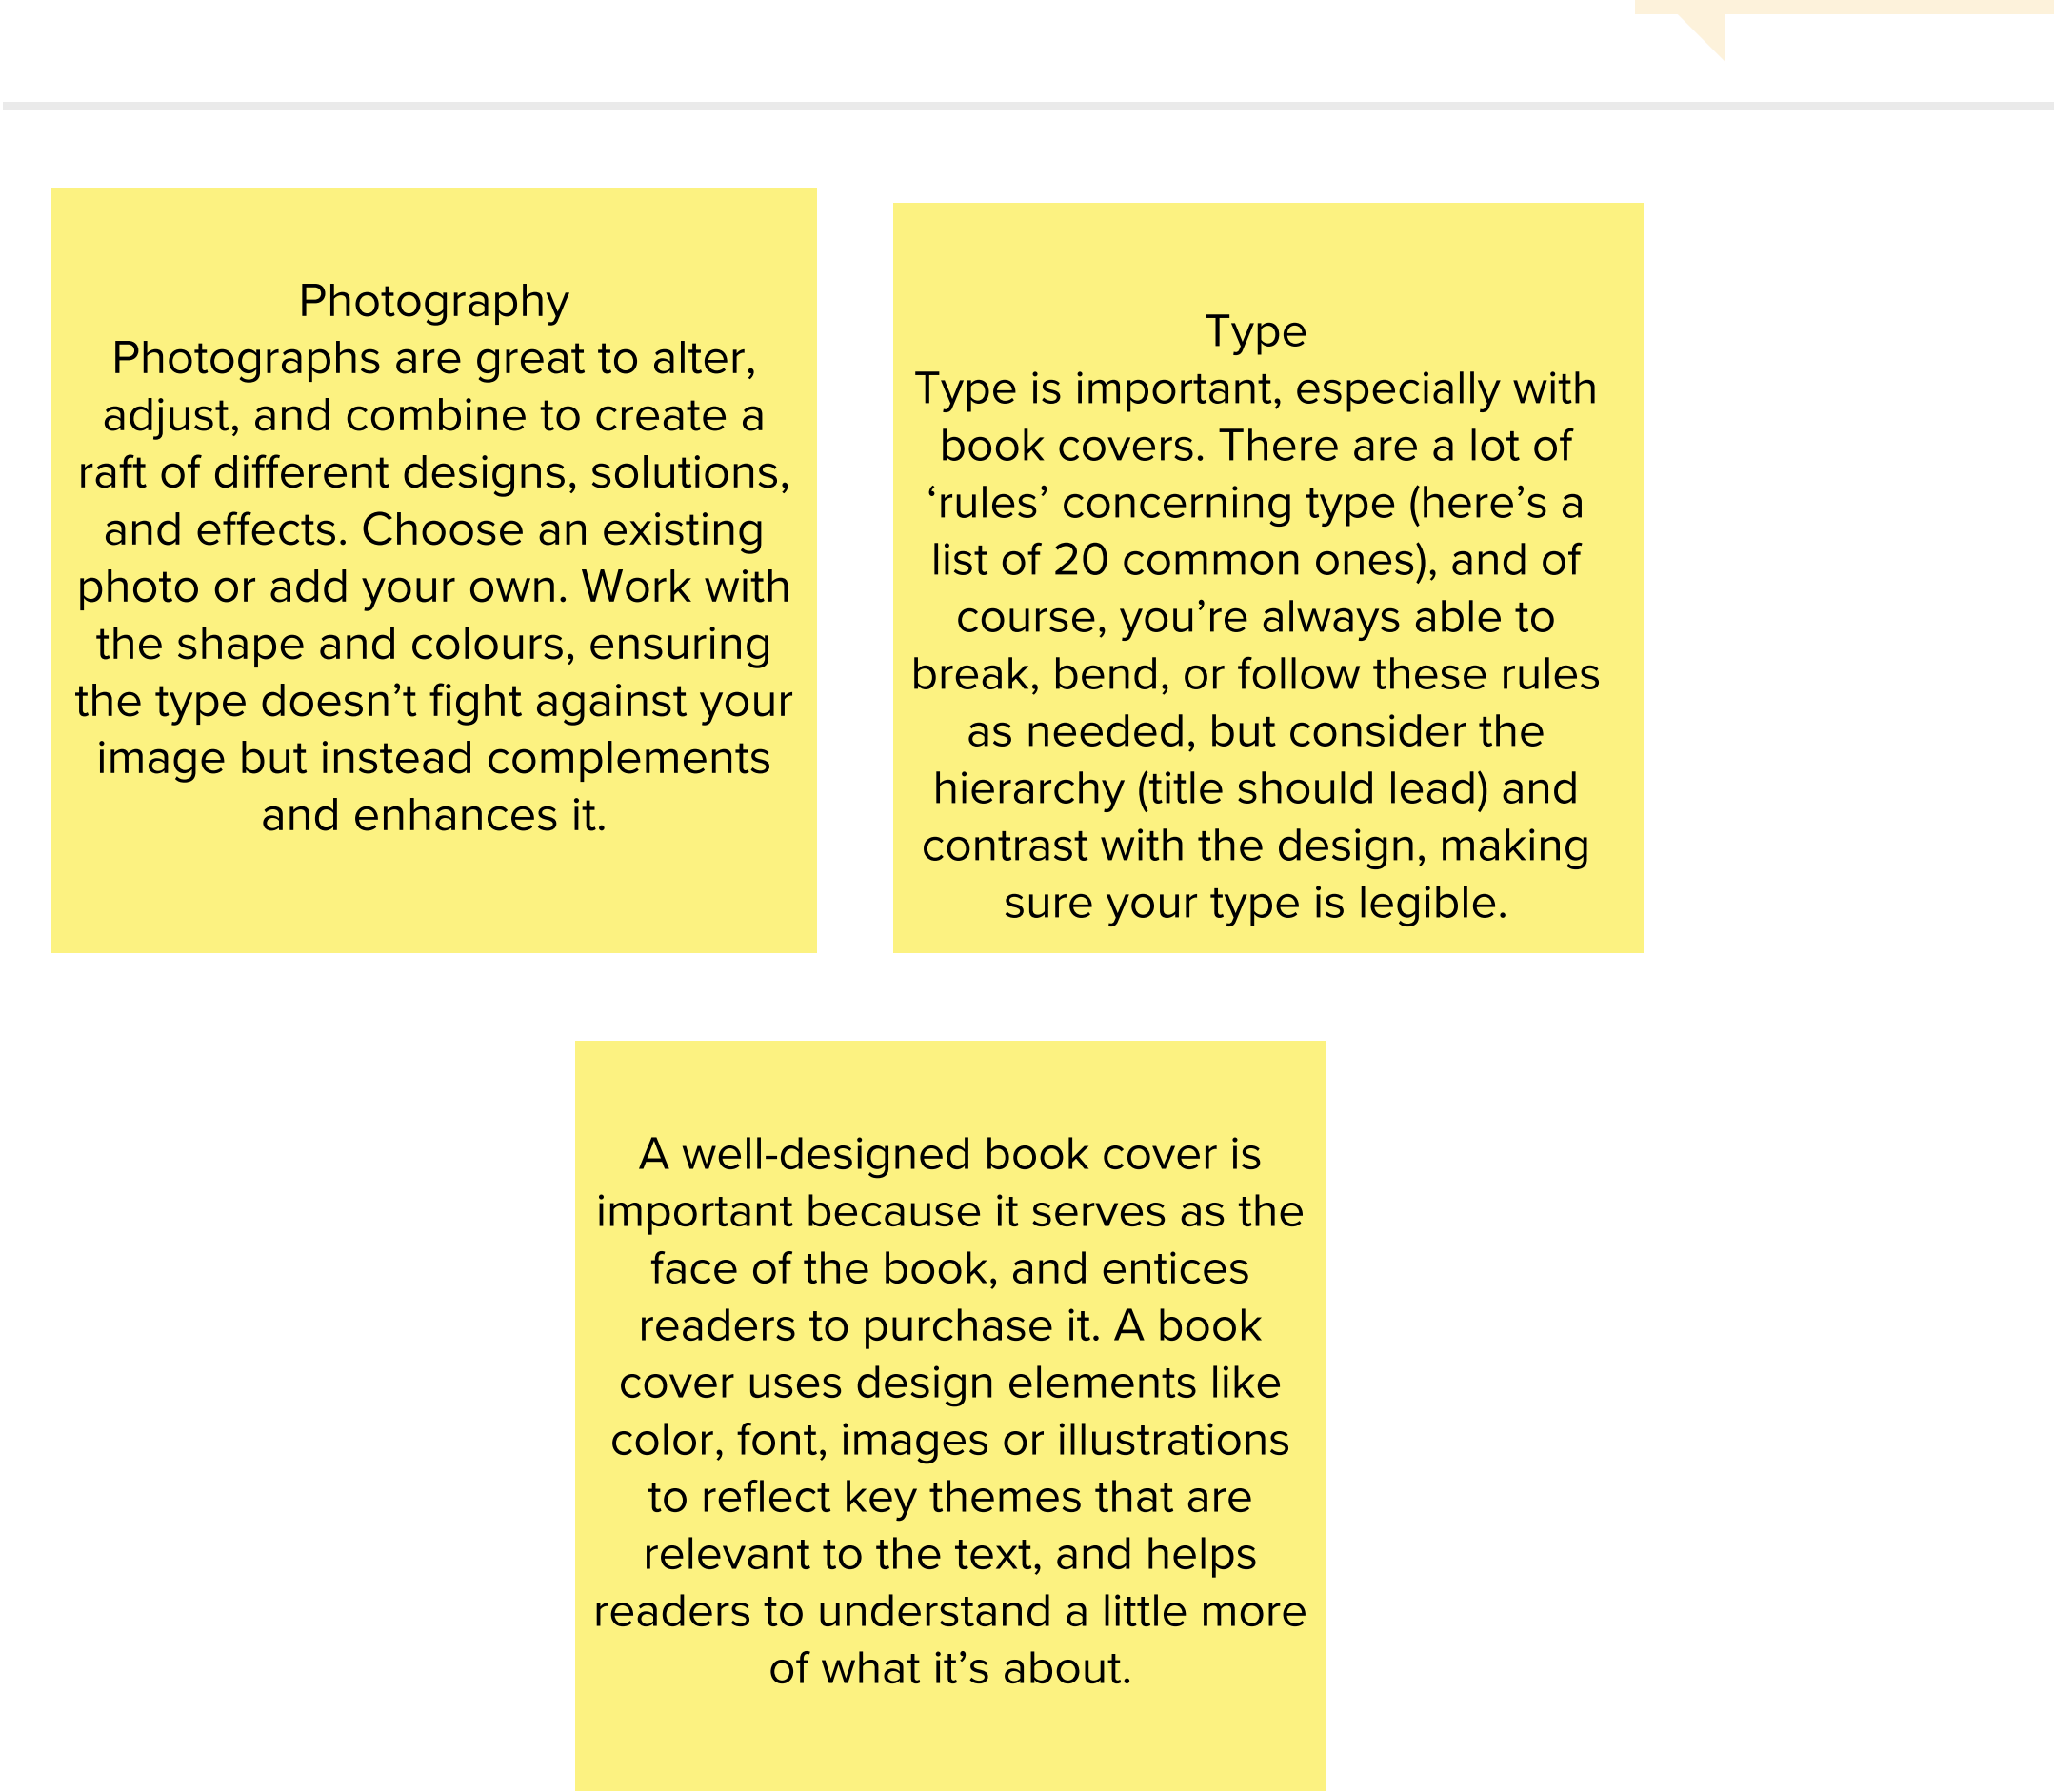 Photography
Photographs are great to alter,
adjust, and combine to create a
raft of different designs, solutions,
and effects. Choose an existing
photo or add your own. Work with
the shape and colours, ensuring
the type doesn’t fight against your
image but instead complements
and enhances it.
Type
Type is important, especially with
book covers. There are a lot of
‘rules’ concerning type (here’s a
list of 20 common ones), and of
course, you’re always able to
break, bend, or follow these rules
as needed, but consider the
hierarchy (title should lead) and
contrast with the design, making
sure your type is legible.
A well-designed book cover is
important because it serves as the
face of the book, and entices
readers to purchase it. A book
cover uses design elements like
color, font, images or illustrations
to reflect key themes that are
relevant to the text, and helps
readers to understand a little more
of what it’s about.